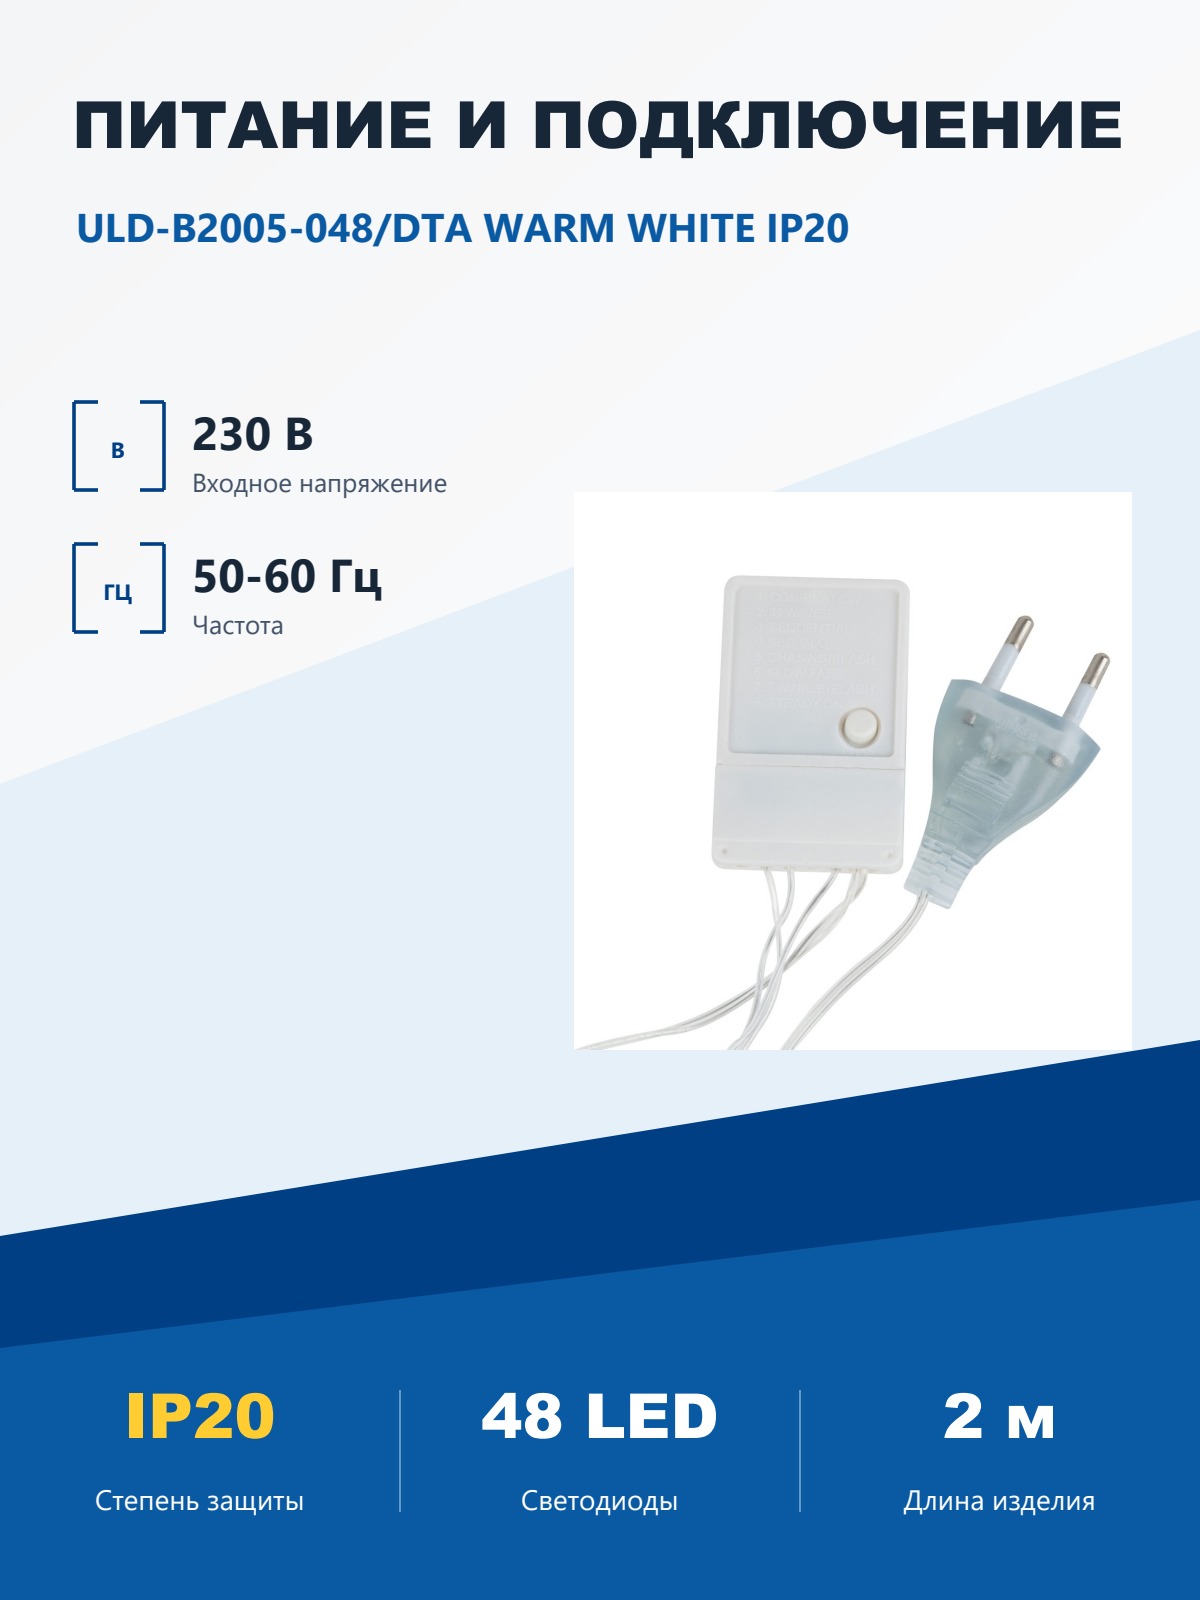 ПИТАНИЕ И ПОДКЛЮЧЕНИЕ
ULD-B2005-048/DTA WARM WHITE IP20
В
230 В
Входное напряжение
ГЦ
50-60 Гц
Частота
IP20
Степень защиты
48 LED
Светодиоды
2 м
Длина изделия